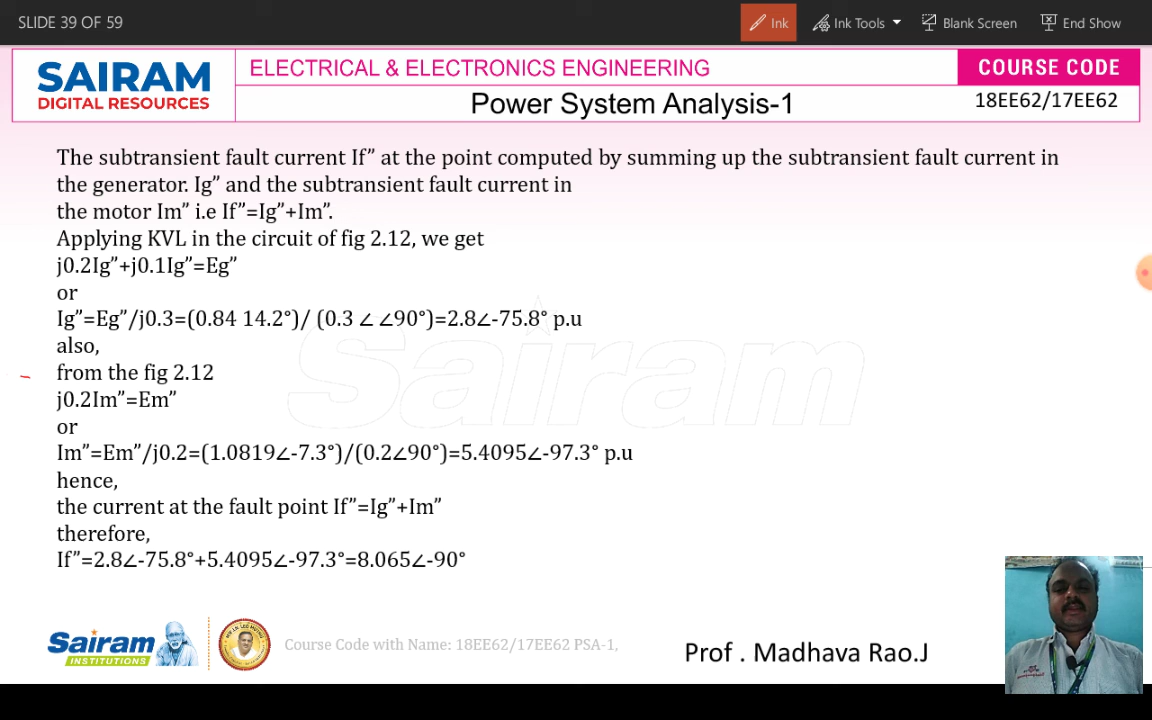 SLIDE 39 OF 59
Ink
Ink Tools
Blank Screen
End Show
SAIRAM
DIGITAL RESOURCES
ELECTRICAL & ELECTRONICS ENGINEERING
COURSE CODE
Power System Analysis-1
18EE62/17EE62
The subtransient fault current If” at the point computed by summing up the subtransient fault current in
the generator. Ig” and the subtransient fault current in
the motor Im” i.e If”=Ig”+Im”.
Applying KVL in the circuit of fig 2.12, we get
j0.2Ig”+j0.1Ig”=Eg”
or
Ig”=Eg”/j0.3=(0.84 14.2°)/ (0.3 ∠ ∠90°)=2.8∠-75.8° p.u
also,
from the fig 2.12
j0.2Im”=Em”
or
Im”=Em”/j0.2=(1.0819∠-7.3°)/(0.2∠90°)=5.4095∠-97.3° p.u
hence,
the current at the fault point If”=Ig”+Im”
therefore,
If”=2.8∠-75.8°+5.4095∠-97.3°=8.065∠-90°
Sairam
Sairam
INSTITUTIONS
Course Code with Name: 18EE62/17EE62 PSA-1,
Prof . Madhava Rao.J